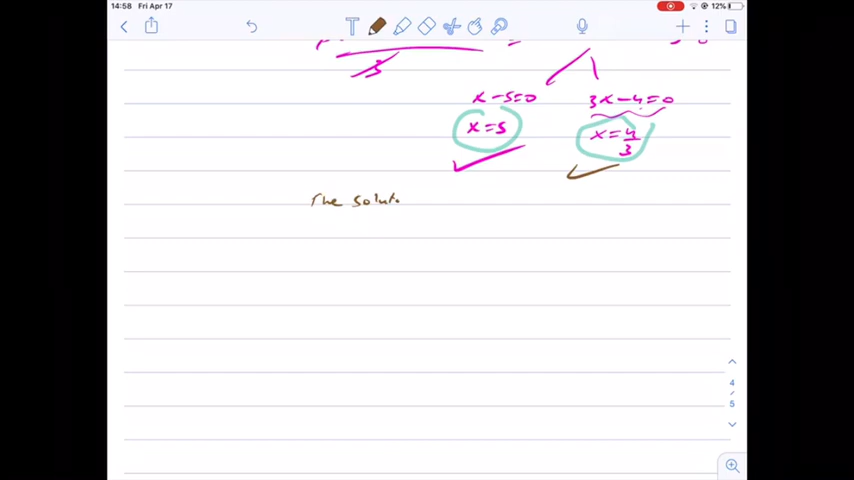 14:58 Fri Apr 17
12%
T
x-5=0
3x-4=0
x=5
x=4/3
The solut
4
5